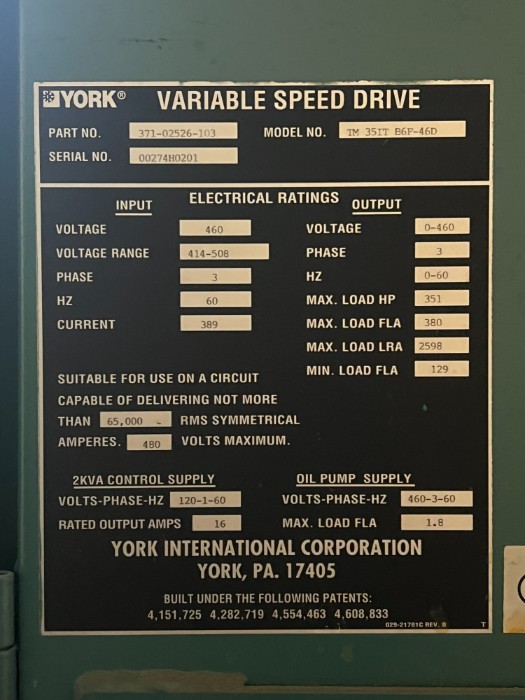 YORK® VARIABLE SPEED DRIVE
PART NO. 371-02526-103 MODEL NO. TM 351T B6F-46D
SERIAL NO. 00274H0201
ELECTRICAL RATINGS
INPUT
VOLTAGE 460
VOLTAGE RANGE 414-508
PHASE 3
HZ 60
CURRENT 389
OUTPUT
VOLTAGE 0-460
PHASE 3
HZ 0-60
MAX. LOAD HP 351
MAX. LOAD FLA 380
MAX. LOAD LRA 2598
MIN. LOAD FLA 129
SUITABLE FOR USE ON A CIRCUIT
CAPABLE OF DELIVERING NOT MORE
THAN 65,000 RMS SYMMETRICAL
AMPERES. 480 VOLTS MAXIMUM.
2KVA CONTROL SUPPLY
VOLTS-PHASE-HZ 120-1-60
RATED OUTPUT AMPS 16
OIL PUMP SUPPLY
VOLTS-PHASE-HZ 460-3-60
MAX. LOAD FLA 1.8
YORK INTERNATIONAL CORPORATION
YORK, PA. 17405
BUILT UNDER THE FOLLOWING PATENTS:
4,151,725 4,282,719 4,554,463 4,608,833
029-21781C REV. B T